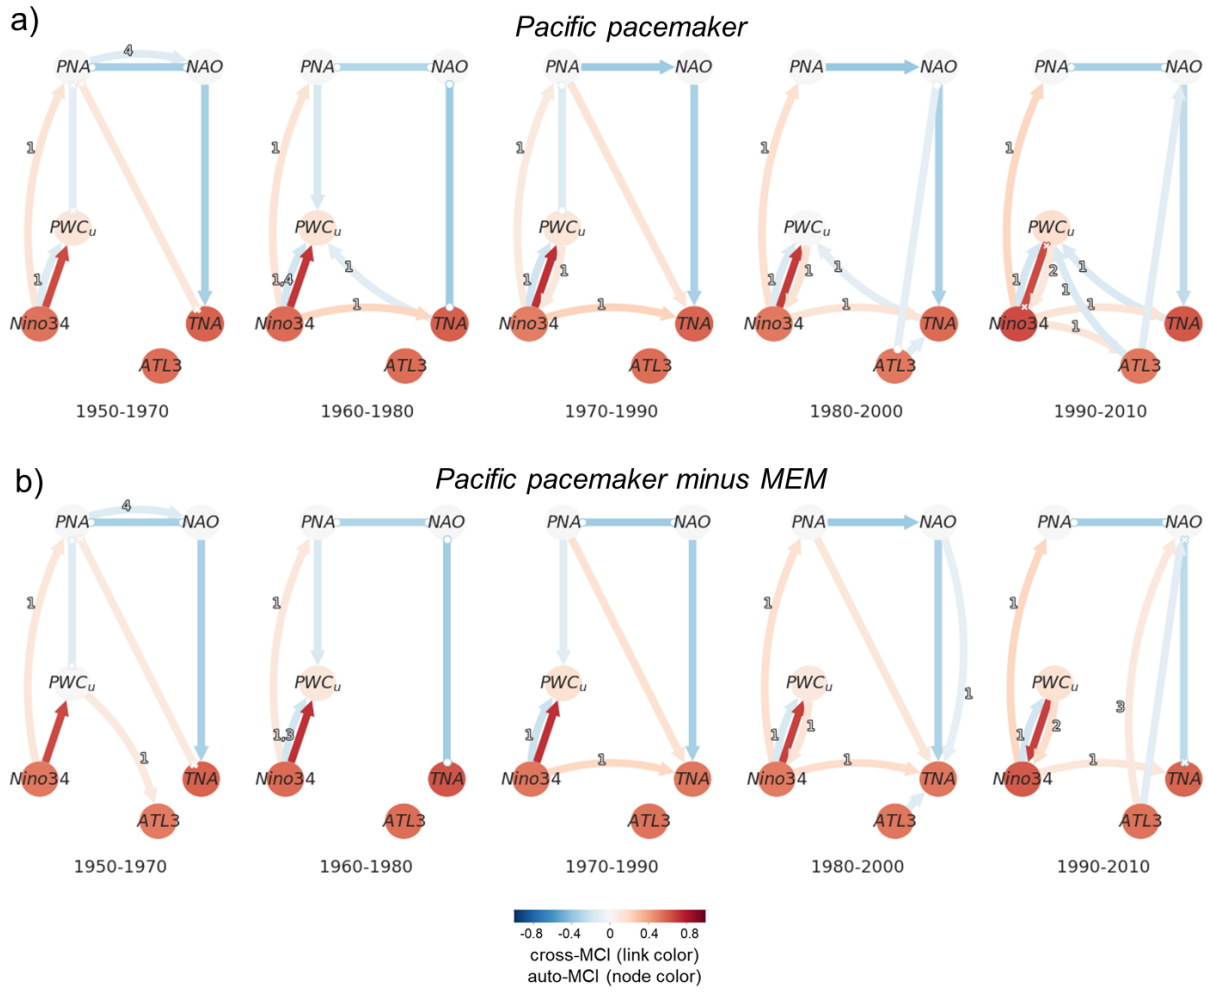 a)
Pacific pacemaker
PNA 4 NAO
1
PWCu
1
Nino34 TNA
ATL3
1950-1970
PNA NAO
1
PWCu
1
1,4
1
Nino34 TNA
ATL3
1960-1980
PNA NAO
1
PWCu
1 1
1
Nino34 TNA
ATL3
1970-1990
PNA NAO
1
PWCu
1 1 1
1
Nino34 TNA
ATL3
1980-2000
PNA NAO
1
PWCu
1 2 1
1 1
1
Nino34 TNA
ATL3
1990-2010
b)
Pacific pacemaker minus MEM
PNA 4 NAO
1
PWCu
1
Nino34 TNA
ATL3
1950-1970
PNA NAO
1
PWCu
1,3
Nino34 TNA
ATL3
1960-1980
PNA NAO
PWCu
1
1
Nino34 TNA
ATL3
1970-1990
PNA NAO
1
PWCu
1
1 1
1
Nino34 TNA
ATL3
1980-2000
PNA NAO
1
PWCu
3
1 2
1
Nino34 TNA
ATL3
1990-2010
-0.8 -0.4 0 0.4 0.8
cross-MCI (link color)
auto-MCI (node color)